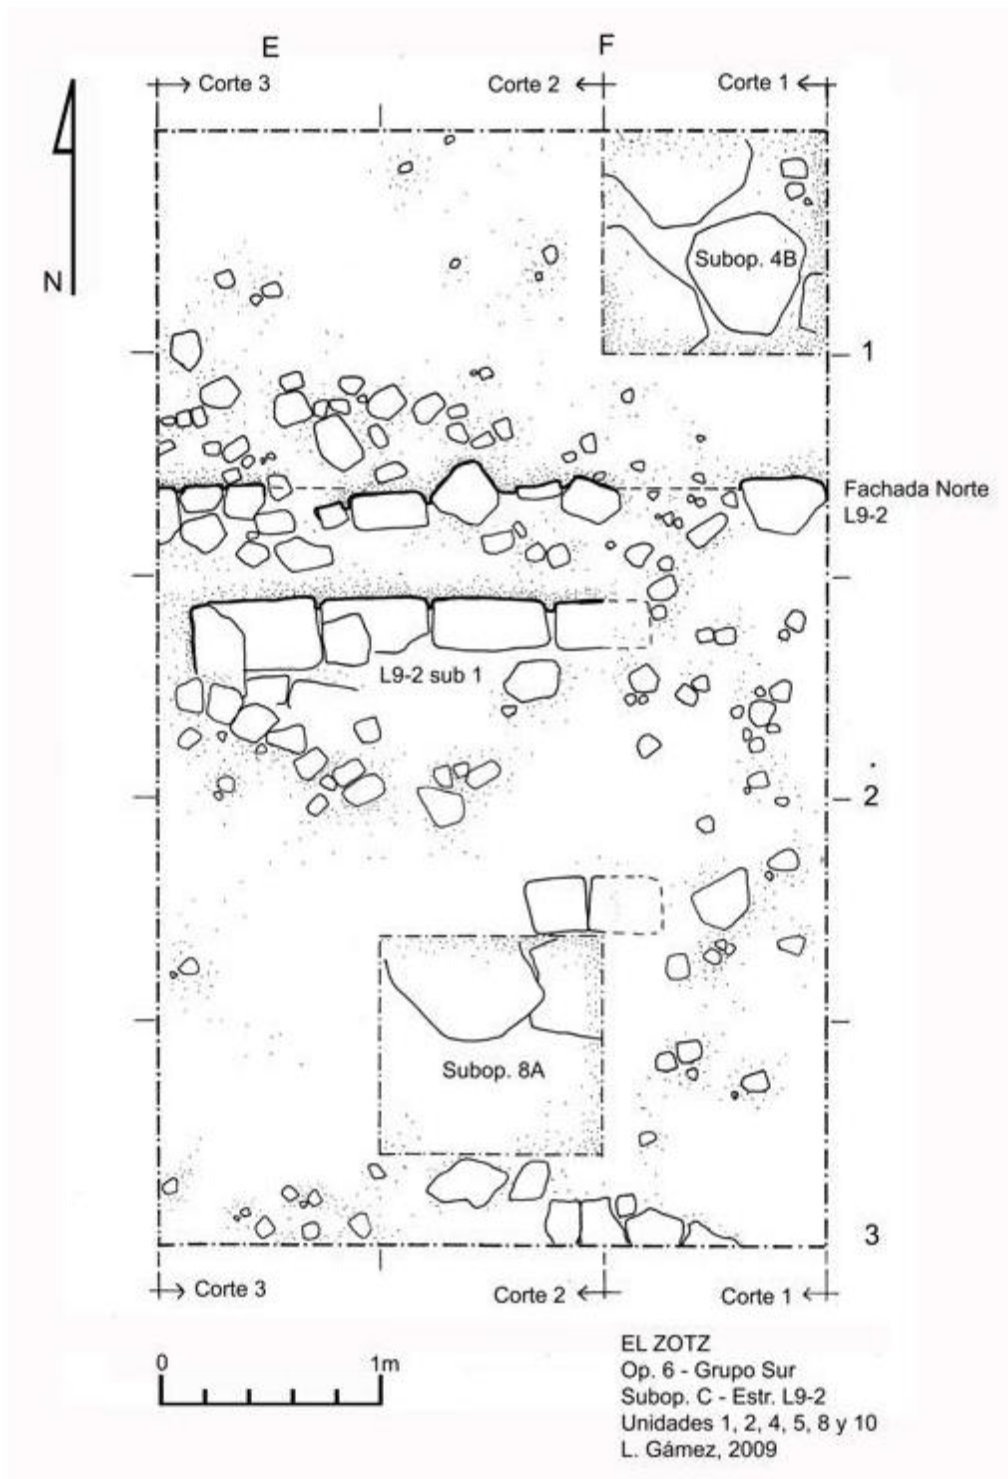 E
F
Corte 3
Corte 2
Corte 1
N
Subop. 4B
1
Fachada Norte
L9-2
L9-2 sub 1
2
Subop. 8A
3
Corte 3
Corte 2
Corte 1
0
1m
EL ZOTZ
Op. 6 - Grupo Sur
Subop. C - Estr. L9-2
Unidades 1, 2, 4, 5, 8 y 10
L. Gámez, 2009